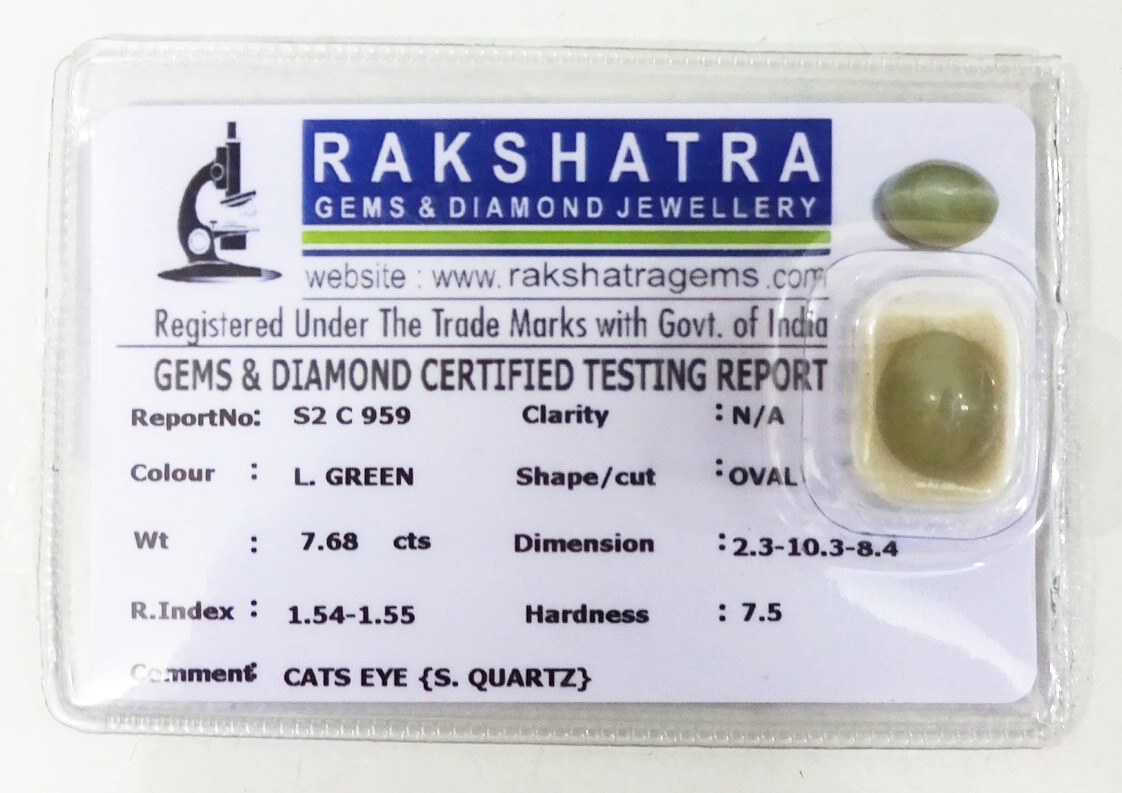 RAKSHATRA
GEMS & DIAMOND JEWELLERY
website : www.rakshatragems.com
Registered Under The Trade Marks with Govt. of India
GEMS & DIAMOND CERTIFIED TESTING REPORT
ReportNo: S2 C 959 Clarity : N/A
Colour : L. GREEN Shape/cut : OVAL
Wt : 7.68 cts Dimension : 2.3-10.3-8.4
R.Index : 1.54-1.55 Hardness : 7.5
Comment: CATS EYE {S. QUARTZ}